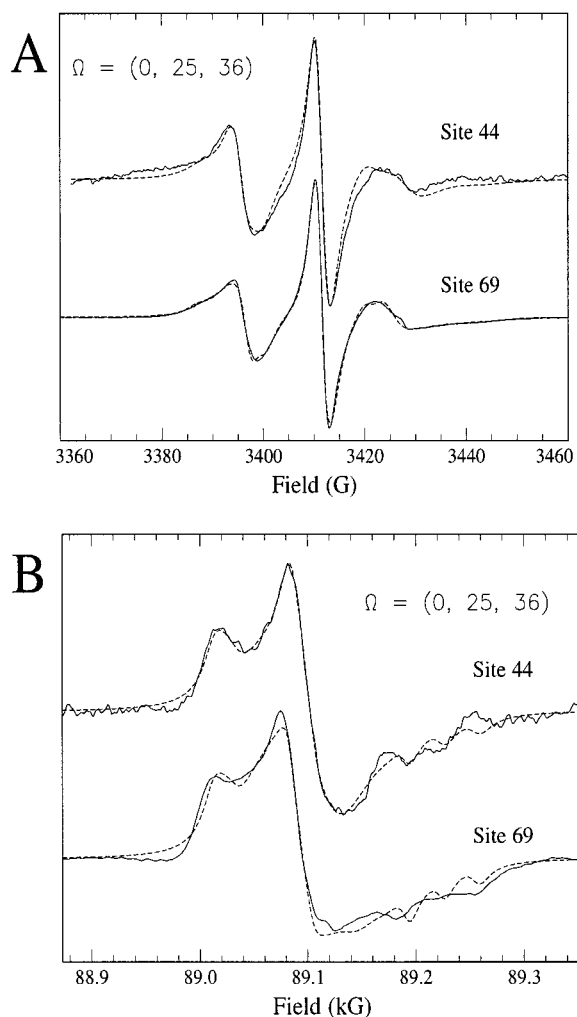 A
Ω = (0, 25, 36)
Site 44
Site 69
3360 3380 3400 3420 3440 3460
Field (G)
B
Ω = (0, 25, 36)
Site 44
Site 69
88.9 89.0 89.1 89.2 89.3
Field (kG)